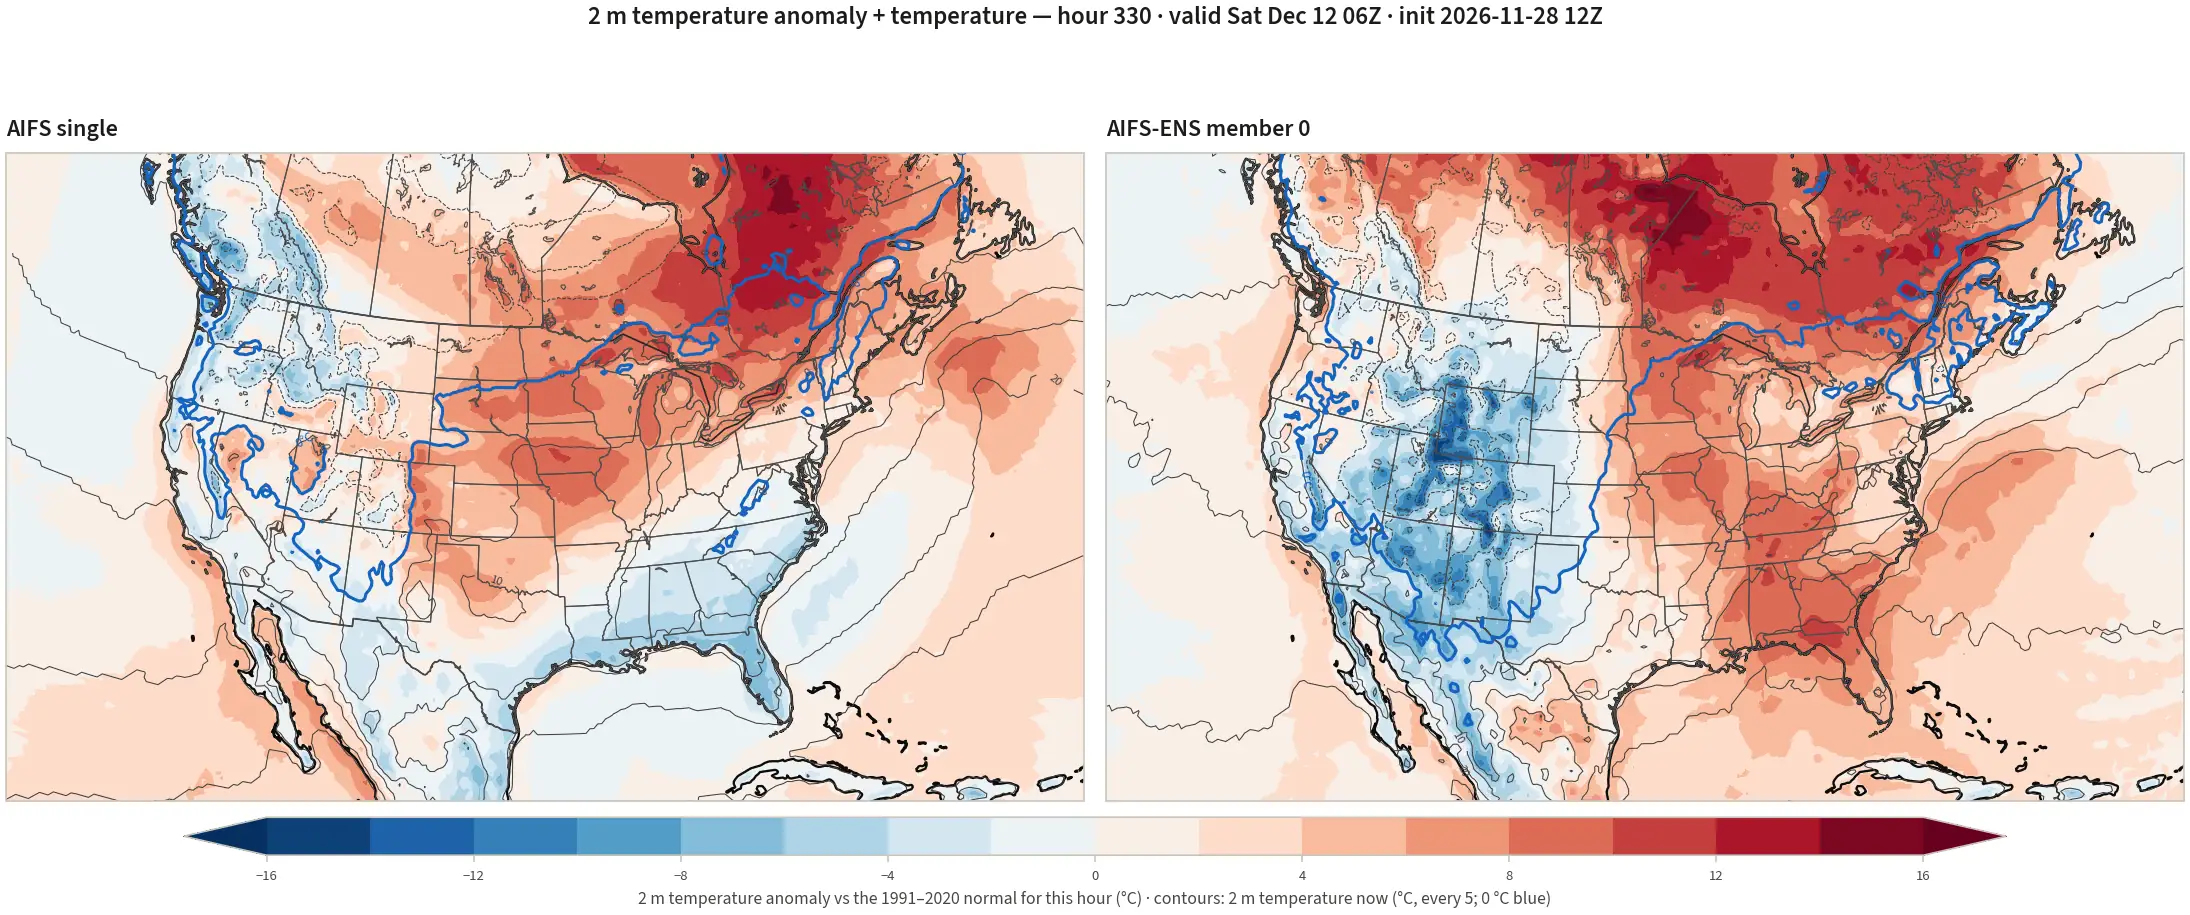 2 m temperature anomaly + temperature — hour 330 · valid Sat Dec 12 06Z · init 2026-11-28 12Z
AIFS single
AIFS-ENS member 0
10
20
−16 −12 −8 −4 0 4 8 12 16
2 m temperature anomaly vs the 1991–2020 normal for this hour (°C) · contours: 2 m temperature now (°C, every 5; 0 °C blue)